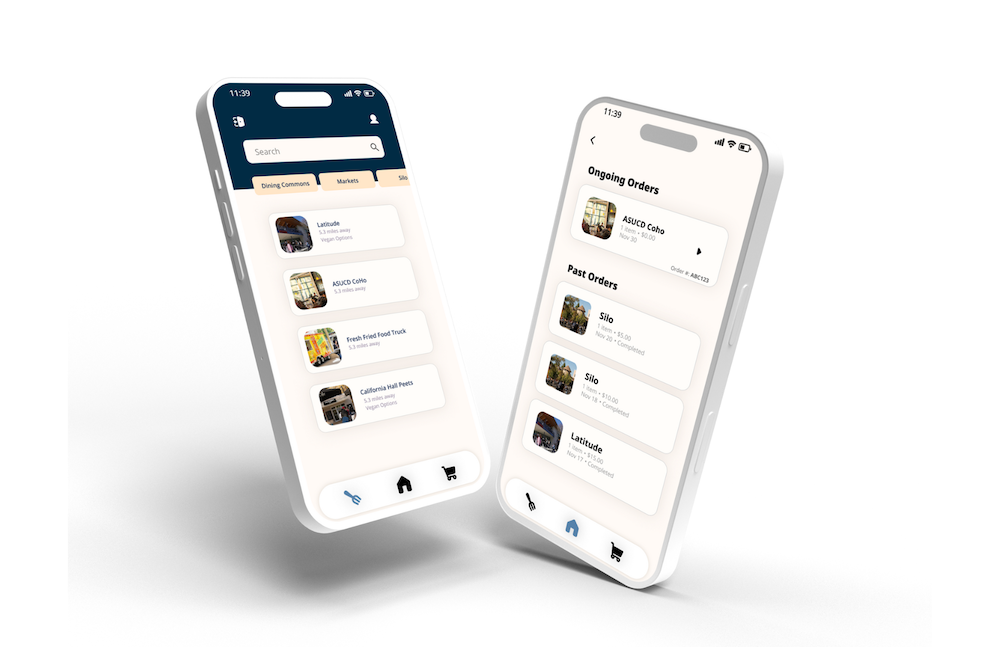 11:39
Search
Dining Commons
Markets
Silo
Latitude
5.3 miles away
Vegan Options
ASUCD CoHo
5.3 miles away
Fresh Fried Food Truck
5.3 miles away
California Hall Peets
5.3 miles away
Vegan Options
11:39
Ongoing Orders
ASUCD Coho
1 item • $0.00
Nov 30
Order #: ABC123
Past Orders
Silo
1 item • $5.00
Nov 20 • Completed
Silo
1 item • $10.00
Nov 18 • Completed
Latitude
1 item • $15.00
Nov 17 • Completed